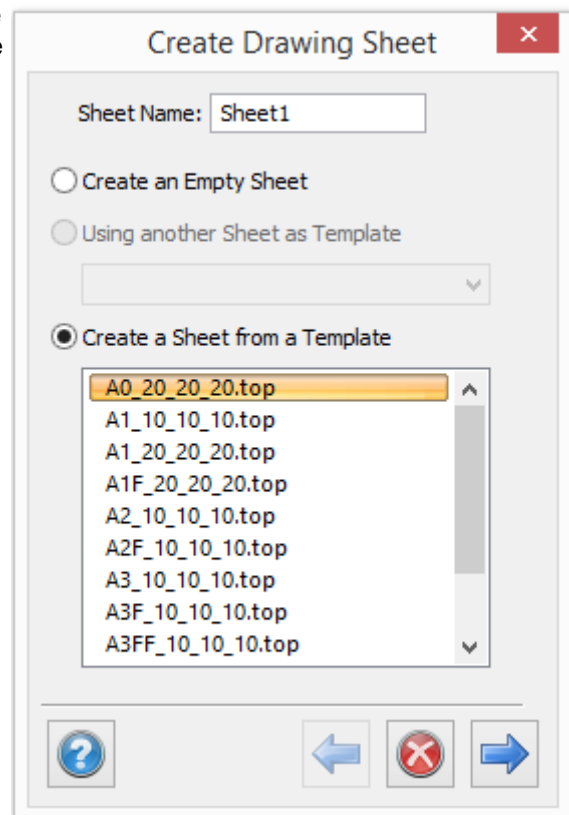 Create Drawing Sheet
Sheet Name: Sheet1
Create an Empty Sheet
Using another Sheet as Template
Create a Sheet from a Template
A0_20_20_20.top
A1_10_10_10.top
A1_20_20_20.top
A1F_20_20_20.top
A2_10_10_10.top
A2F_10_10_10.top
A3_10_10_10.top
A3F_10_10_10.top
A3FF_10_10_10.top